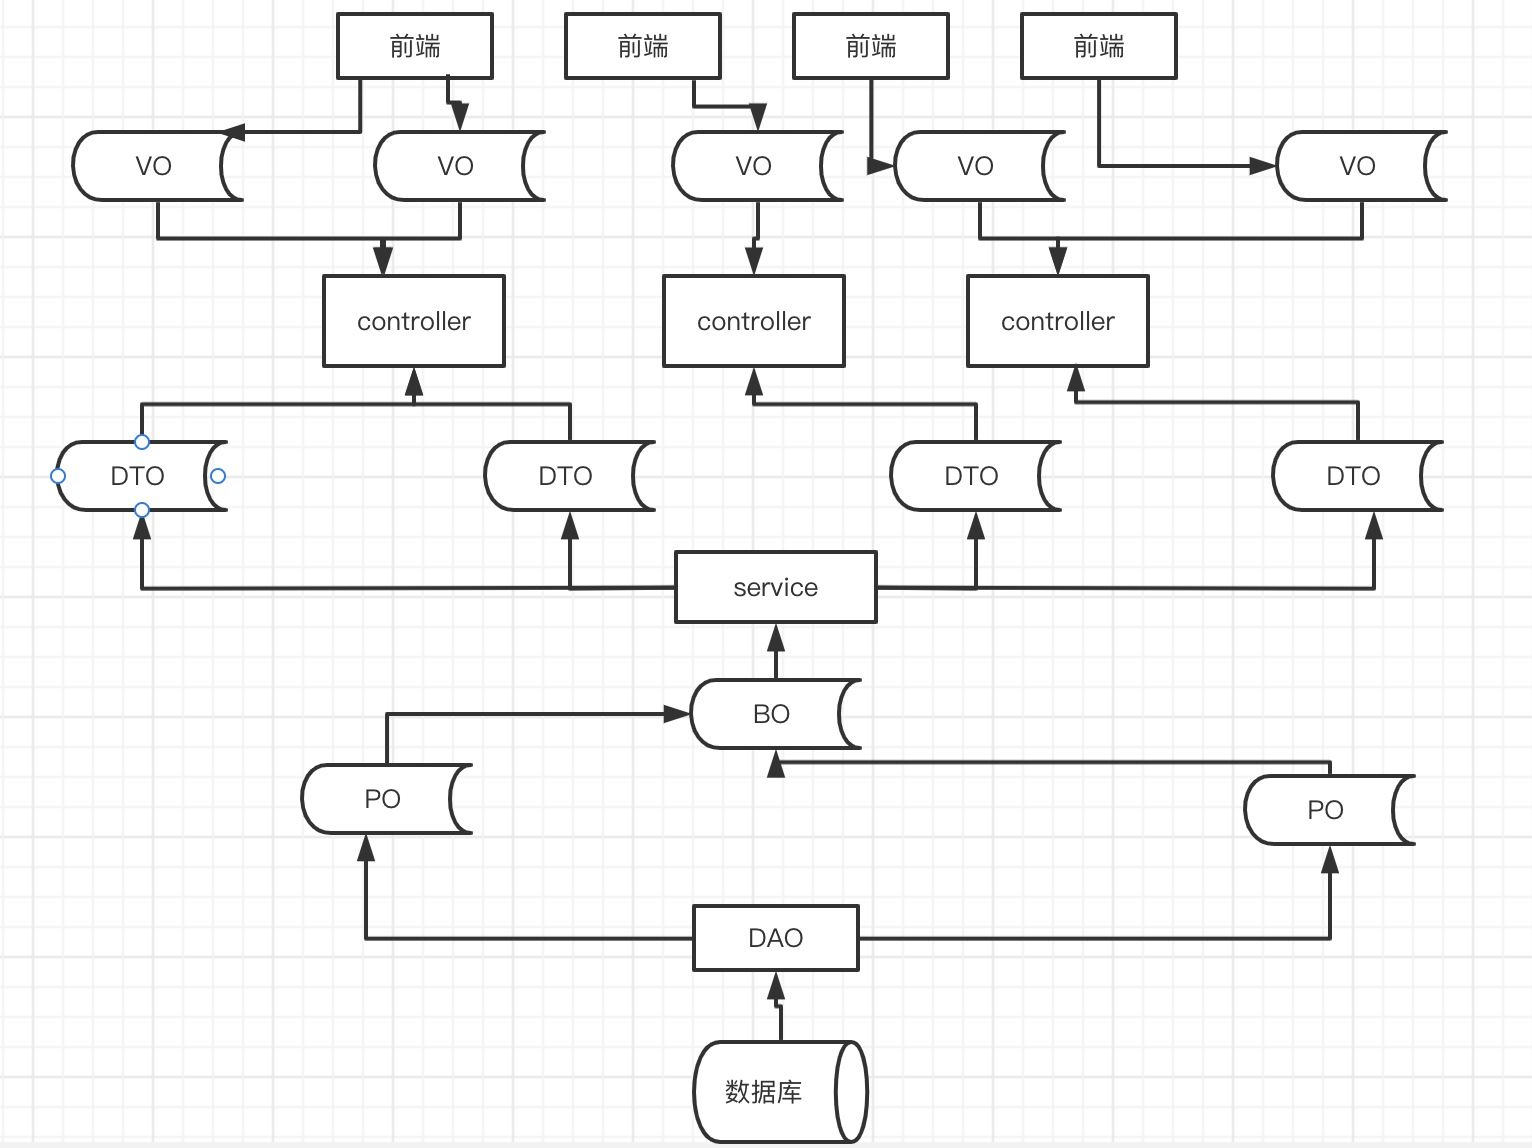 前端
前端
前端
前端
VO
VO
VO
VO
VO
controller
controller
controller
DTO
DTO
DTO
DTO
service
BO
PO
PO
DAO
数据库